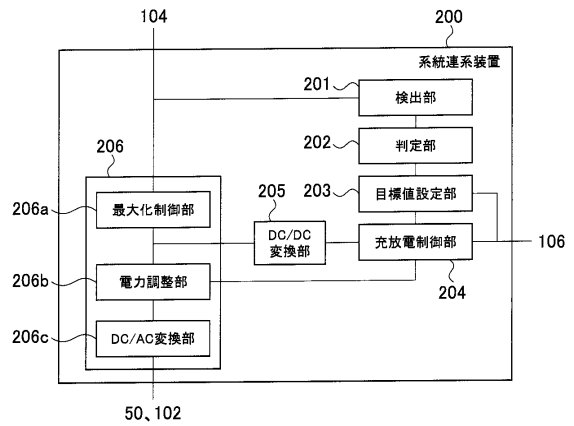 104
200
系統連系装置
201
検出部
202
判定部
206
203
目標値設定部
205
206a
最大化制御部
DC/DC
変換部
充放電制御部
106
206b
電力調整部
204
206c
DC/AC変換部
50、102